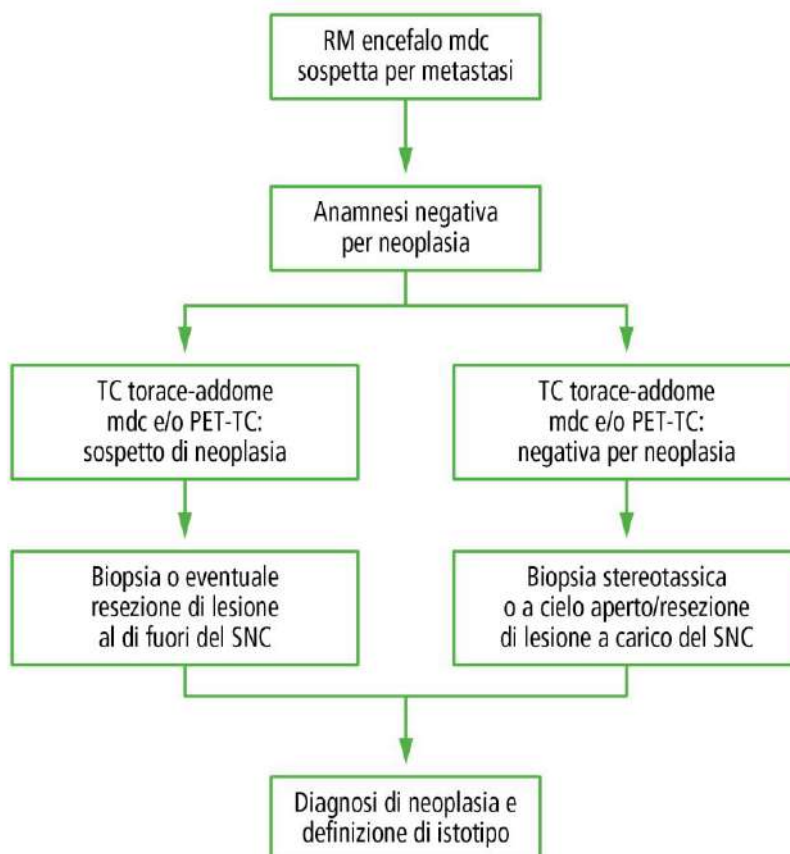 RM encefalo mdc
sospetta per metastasi
Anamnesi negativa
per neoplasia
TC torace-addome
mdc e/o PET-TC:
sospetto di neoplasia
TC torace-addome
mdc e/o PET-TC:
negativa per neoplasia
Biopsia o eventuale
resezione di lesione
al di fuori del SNC
Biopsia stereotassica
o a cielo aperto/resezione
di lesione a carico del SNC
Diagnosi di neoplasia e
definizione di istotipo